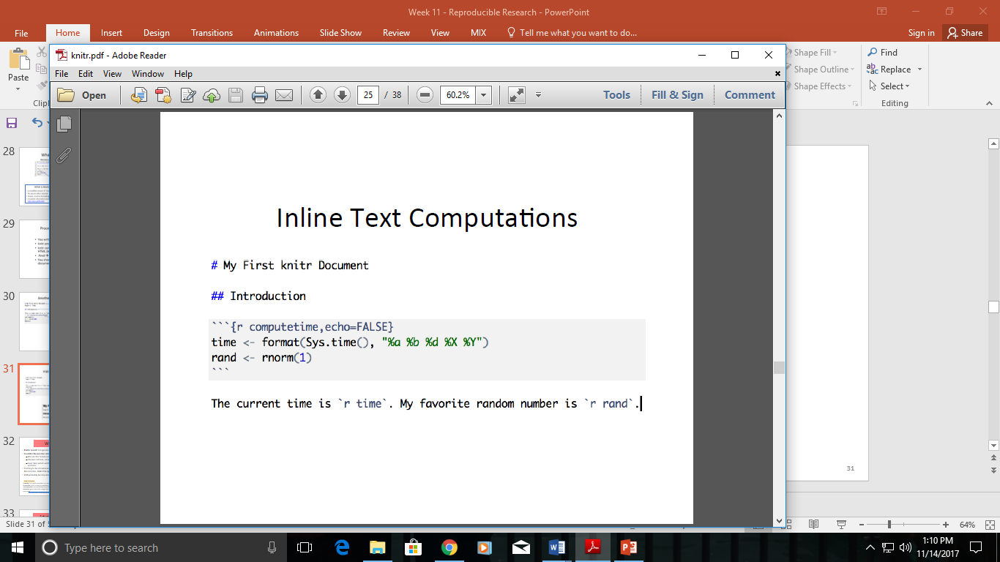 Week 11 - Reproducible Research - PowerPoint
File Home Insert Design Transitions Animations Slide Show Review View MIX Tell me what you want to do... Sign in Share
Paste
Shape Fill
Shape Outline
Shape Effects
Find
Replace
Select
Editing
knitr.pdf - Adobe Reader
File Edit View Window Help
Open 25 / 38 60.2% Tools Fill & Sign Comment
28
29
30
31
32
33
Inline Text Computations
# My First knitr Document
## Introduction
```{r computetime,echo=FALSE}
time <- format(Sys.time(), "%a %b %d %X %Y")
rand <- rnorm(1)
```
The current time is `r time`. My favorite random number is `r rand`.
31
Slide 31 of
64%
Type here to search
1:10 PM
11/14/2017